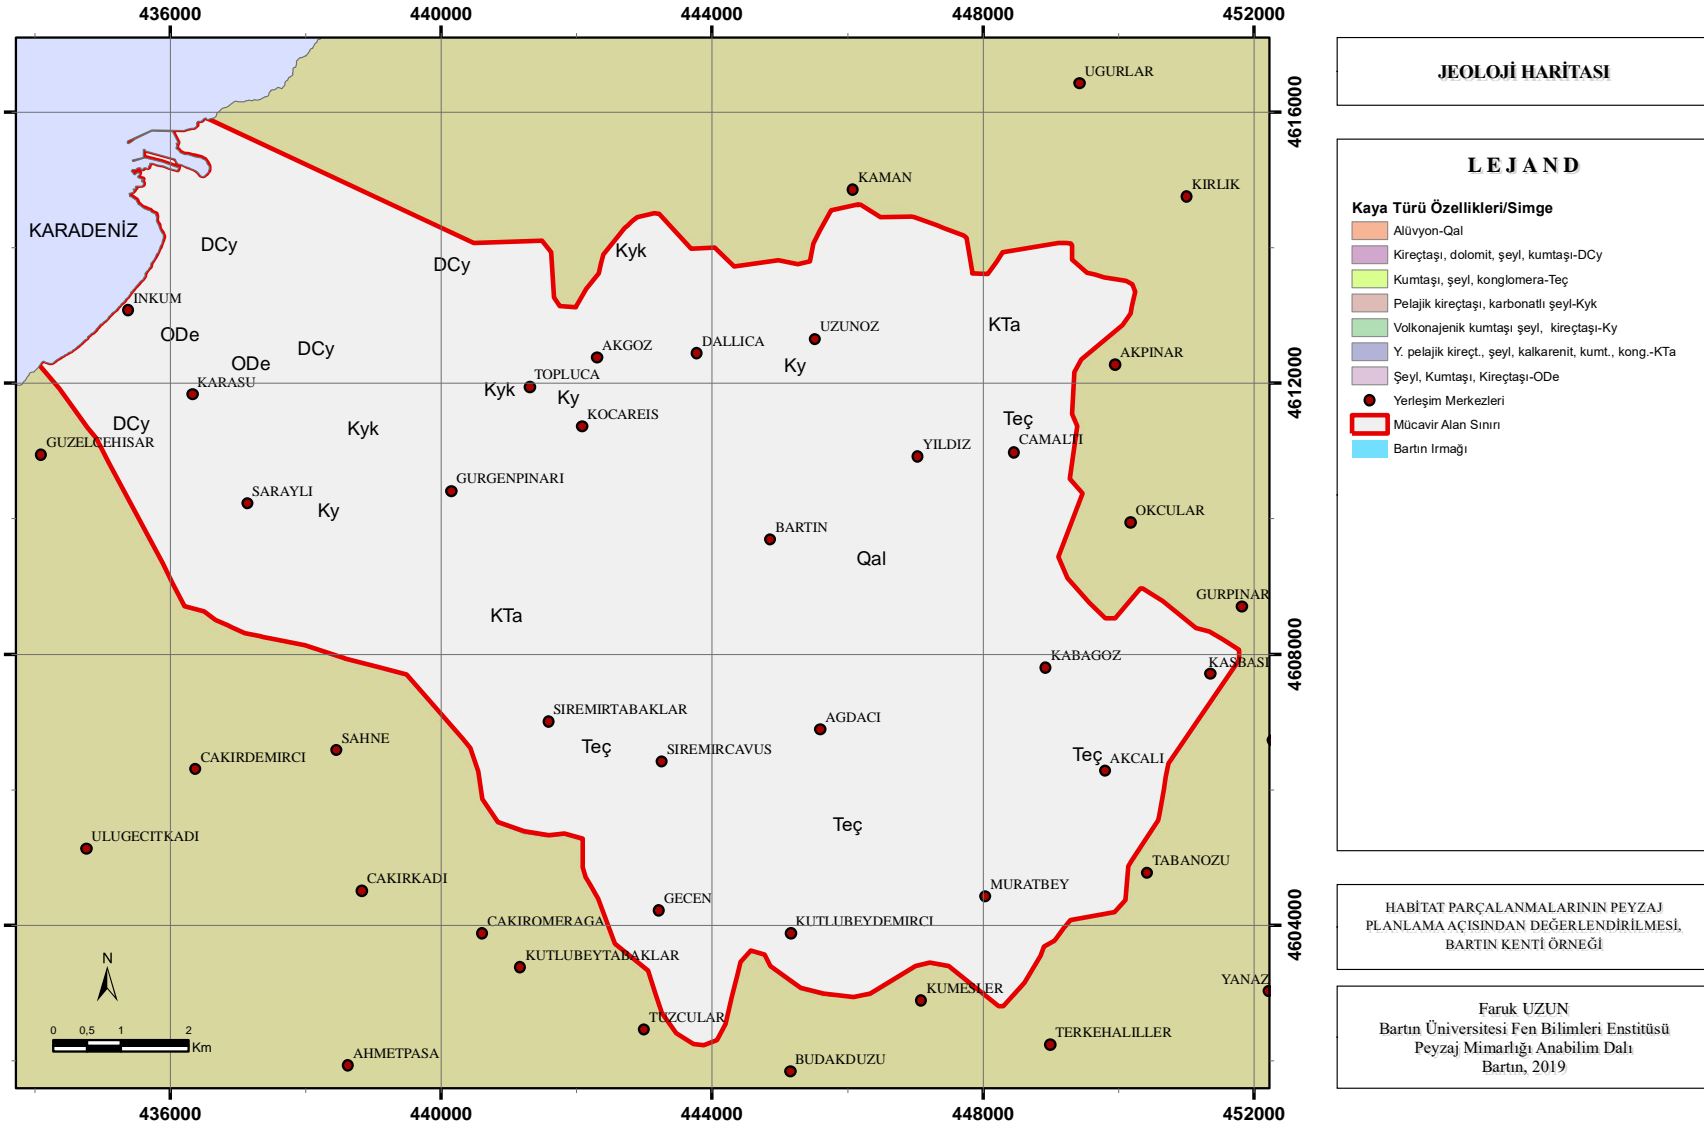 436000 440000 444000 448000 452000
JEOLOJİ HARİTASI
UGURLAR
4616000
LEJAND
KAMAN
KIRLIK
Kaya Türü Özellikleri/Simge
Alüvyon-Qal
KARADENİZ
DCy
Kyk
Kireçtaşı, dolomit, şeyl, kumtaşı-DCy
DCy
Kumtaşı, şeyl, konglomera-Teç
INKUM
Pelajik kireçtaşı, karbonatlı şeyl-Kyk
ODe
UZUNOZ
KTa
Volkonajenik kumtaşı şeyl, kireçtaşı-Ky
DCy
AKGOZ
DALLICA
AKPINAR
Y. pelajik kireçt., şeyl, kalkarenit, kumt., kong.-KTa
ODe
Ky
KARASU
TOPLUCA
4612000
Şeyl, Kumtaşı, Kireçtaşı-ODe
Kyk
Ky
Yerleşim Merkezleri
DCy
Kyk
KOCAREIS
Teç
Mücavir Alan Sınırı
GUZELCEHISAR
YILDIZ
CAMALTI
Bartın Irmağı
GURGENPINARI
SARAYLI
Ky
OKCULAR
BARTIN
Qal
KTa
GURPINAR
KABAGOZ
4608000
KASBASI
SIREMIRTABAKLAR
AGDACI
SAHNE
Teç
SIREMIRCAVUS
Teç
AKCALI
CAKIRDEMIRCI
ULUGECITKADI
Teç
TABANOZU
CAKIRKADI
MURATBEY
GECEN
CAKIROMERAGA
KUTLUBEYDEMIRCI
4604000
HABİTAT PARÇALANMALARININ PEYZAJ
PLANLAMA AÇISINDAN DEĞERLENDİRİLMESİ,
BARTIN KENTİ ÖRNEĞİ
N
KUTLUBEYTABAKLAR
KUMESLER
YANAZ
TUZCULAR
TERKEHALILLER
Faruk UZUN
Bartın Üniversitesi Fen Bilimleri Enstitüsü
Peyzaj Mimarlığı Anabilim Dalı
Bartın, 2019
0 0,5 1 2
Km
AHMETPASA
BUDAKDUZU
436000 440000 444000 448000 452000